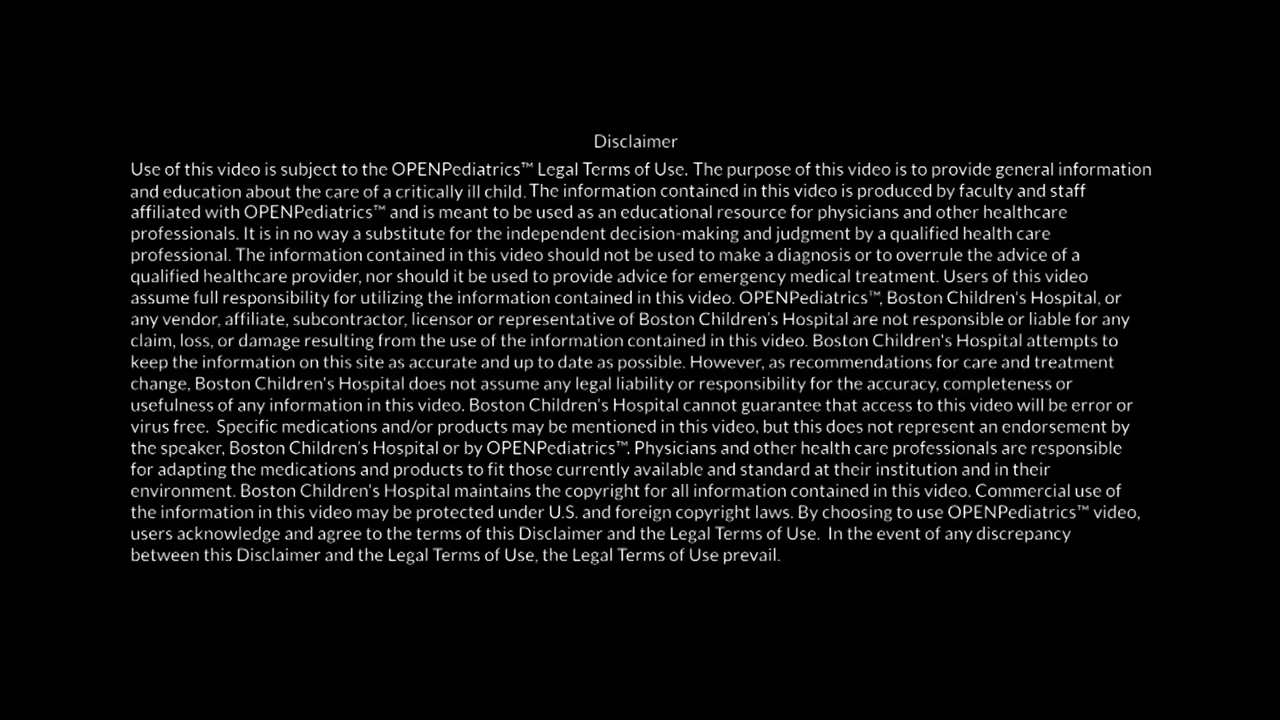 Disclaimer
Use of this video is subject to the OPENPediatrics™ Legal Terms of Use. The purpose of this video is to provide general information
and education about the care of a critically ill child. The information contained in this video is produced by faculty and staff
affiliated with OPENPediatrics™ and is meant to be used as an educational resource for physicians and other healthcare
professionals. It is in no way a substitute for the independent decision-making and judgment by a qualified health care
professional. The information contained in this video should not be used to make a diagnosis or to overrule the advice of a
qualified healthcare provider, nor should it be used to provide advice for emergency medical treatment. Users of this video
assume full responsibility for utilizing the information contained in this video. OPENPediatrics™, Boston Children's Hospital, or
any vendor, affiliate, subcontractor, licensor or representative of Boston Children's Hospital are not responsible or liable for any
claim, loss, or damage resulting from the use of the information contained in this video. Boston Children's Hospital attempts to
keep the information on this site as accurate and up to date as possible. However, as recommendations for care and treatment
change, Boston Children's Hospital does not assume any legal liability or responsibility for the accuracy, completeness or
usefulness of any information in this video. Boston Children's Hospital cannot guarantee that access to this video will be error or
virus free.  Specific medications and/or products may be mentioned in this video, but this does not represent an endorsement by
the speaker, Boston Children's Hospital or by OPENPediatrics™. Physicians and other health care professionals are responsible
for adapting the medications and products to fit those currently available and standard at their institution and in their
environment. Boston Children's Hospital maintains the copyright for all information contained in this video. Commercial use of
the information in this video may be protected under U.S. and foreign copyright laws. By choosing to use OPENPediatrics™ video,
users acknowledge and agree to the terms of this Disclaimer and the Legal Terms of Use.  In the event of any discrepancy
between this Disclaimer and the Legal Terms of Use, the Legal Terms of Use prevail.